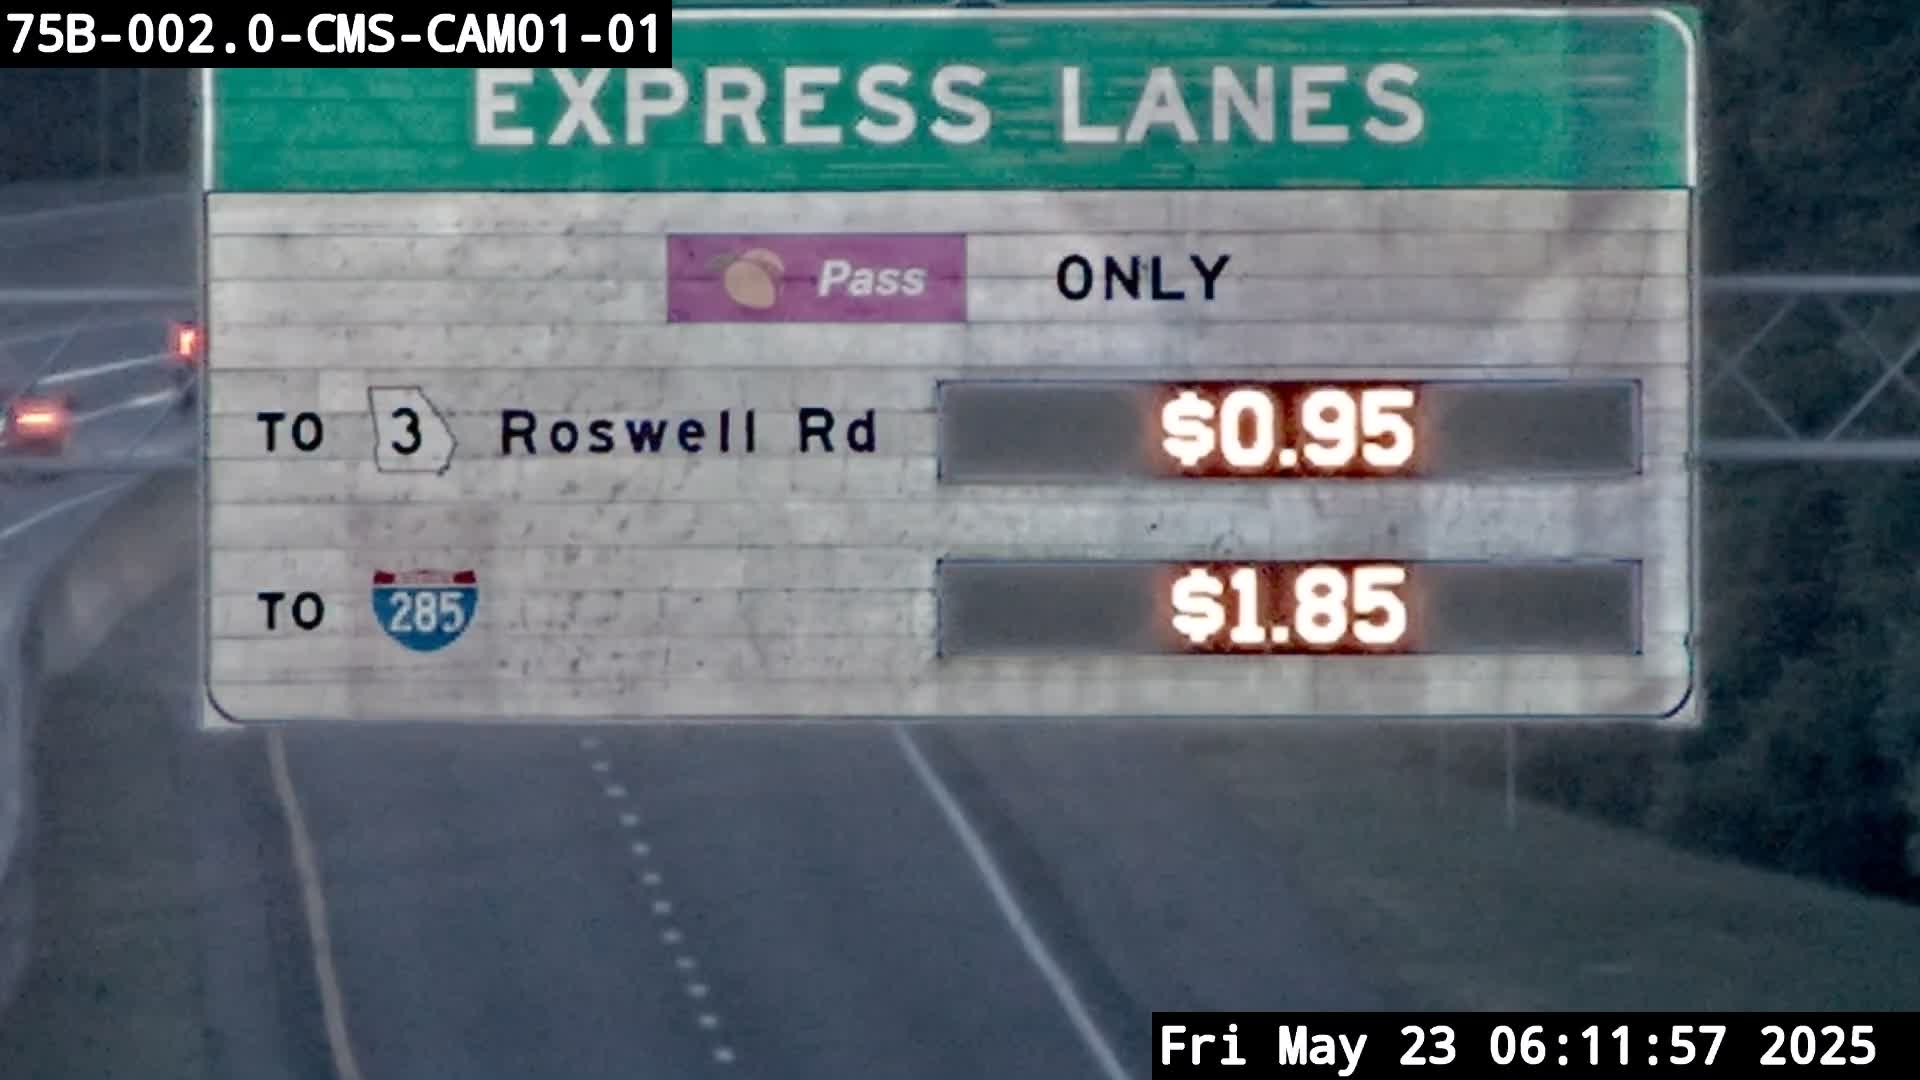 75B-002.0-CMS-CAM01-01
EXPRESS LANES
Pass ONLY
TO 3 Roswell Rd $0.95
TO 285 $1.85
Fri May 23 06:11:57 2025